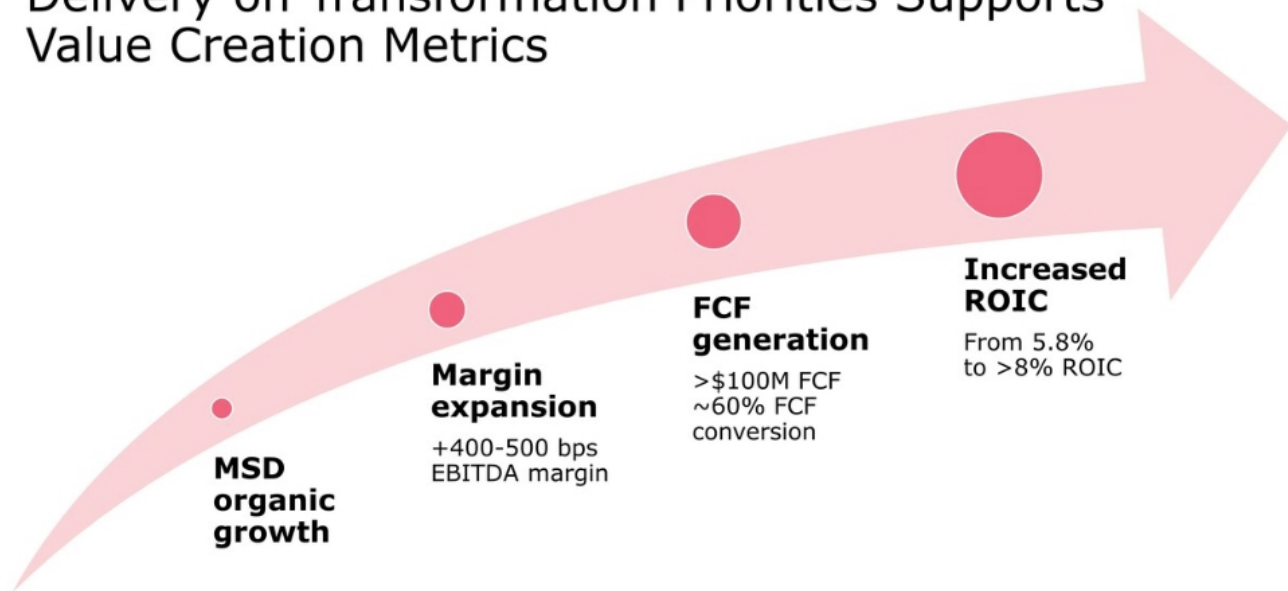 Delivery on Transformation Priorities Supports
Value Creation Metrics
MSD
organic
growth
Margin
expansion
+400-500 bps
EBITDA margin
FCF
generation
>$100M FCF
~60% FCF
conversion
Increased
ROIC
From 5.8%
to >8% ROIC